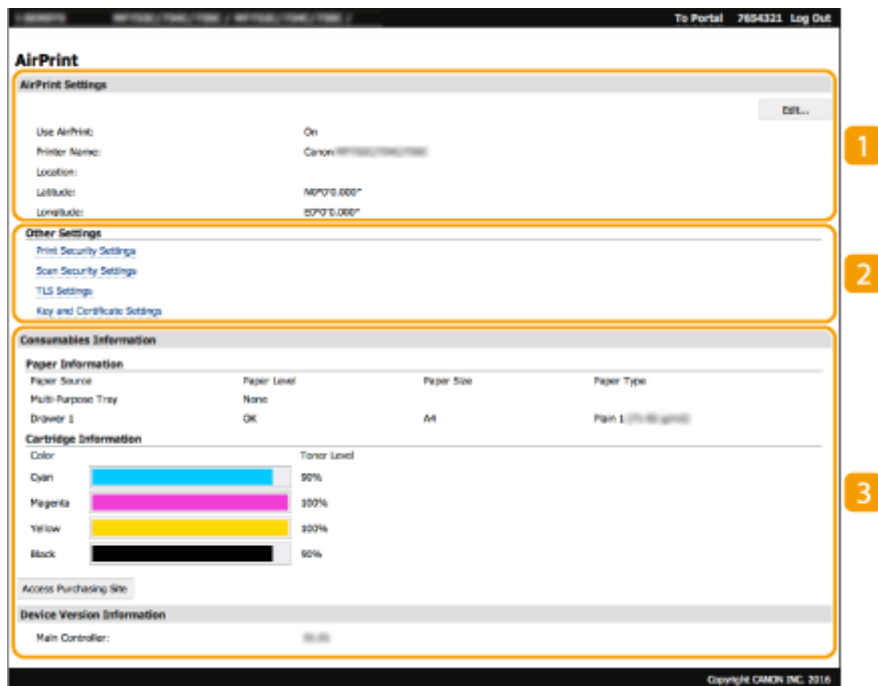 To Portal 7654321 Log Out
AirPrint
AirPrint Settings
Edit...
Use AirPrint: On
Printer Name: Canon
Location:
Latitude: N0°0'0.000"
Longitude: E0°0'0.000"
1
Other Settings
Print Security Settings
Scan Security Settings
TLS Settings
Key and Certificate Settings
2
Consumables Information
Paper Information
Paper Source Paper Level Paper Size Paper Type
Multi-Purpose Tray None
Drawer 1 OK A4 Plain 1
Cartridge Information
Color Toner Level
Cyan 90%
Magenta 100%
Yellow 100%
Black 90%
3
Access Purchasing Site
Device Version Information
Main Controller:
Copyright CANON INC. 2016